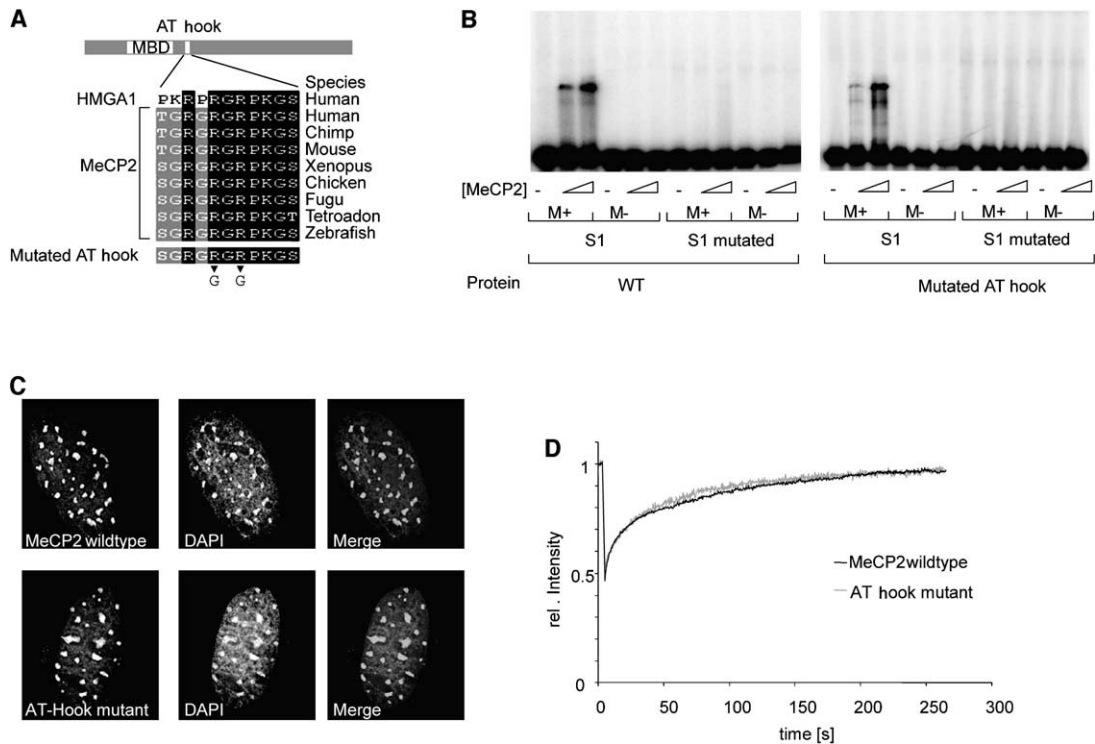 A
AT hook
MBD
Species
HMGA1 PKRPRGRPKGS Human
TGRGRGRPKGS Human
TGRGRGRPKGS Chimp
MeCP2 TGRGRGRPKGS Mouse
SGRGRGRPKGS Xenopus
SGRGRGRPKGS Chicken
SGRGRGRPKGS Fugu
SGRGRGRPKGT Tetroadon
SGRGRGRPKGS Zebrafish
Mutated AT hook SGRGRGRPKGS
G G
B
[MeCP2] - - - - - - - -
M+ M- M+ M- M+ M- M+ M-
S1 S1 mutated S1 S1 mutated
Protein WT Mutated AT hook
C
MeCP2 wildtype DAPI Merge
AT-Hook mutant DAPI Merge
D
1
0.5
0
rel. Intensity
MeCP2wildtype
AT hook mutant
0 50 100 150 200 250 300
time [s]